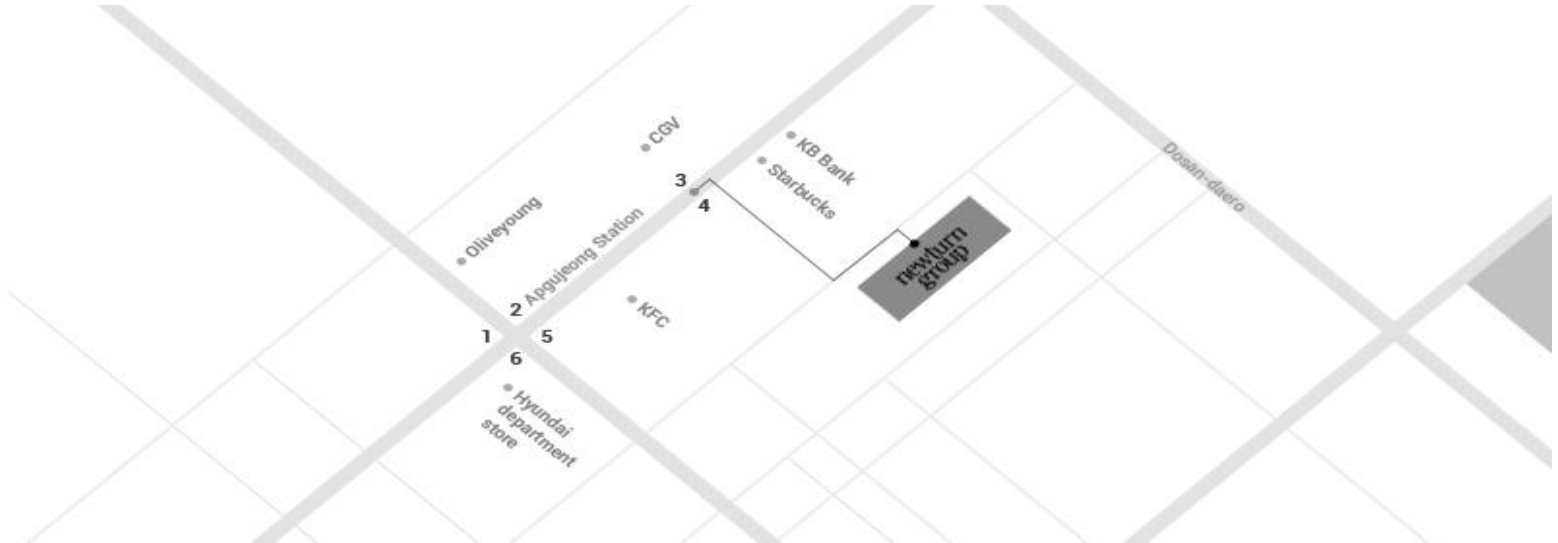 CGV
KB Bank
Starbucks
Dosan-daero
3
4
Oliveyoung
Apgujeong Station
newturn
group
KFC
2
1
5
6
Hyundai
department
store